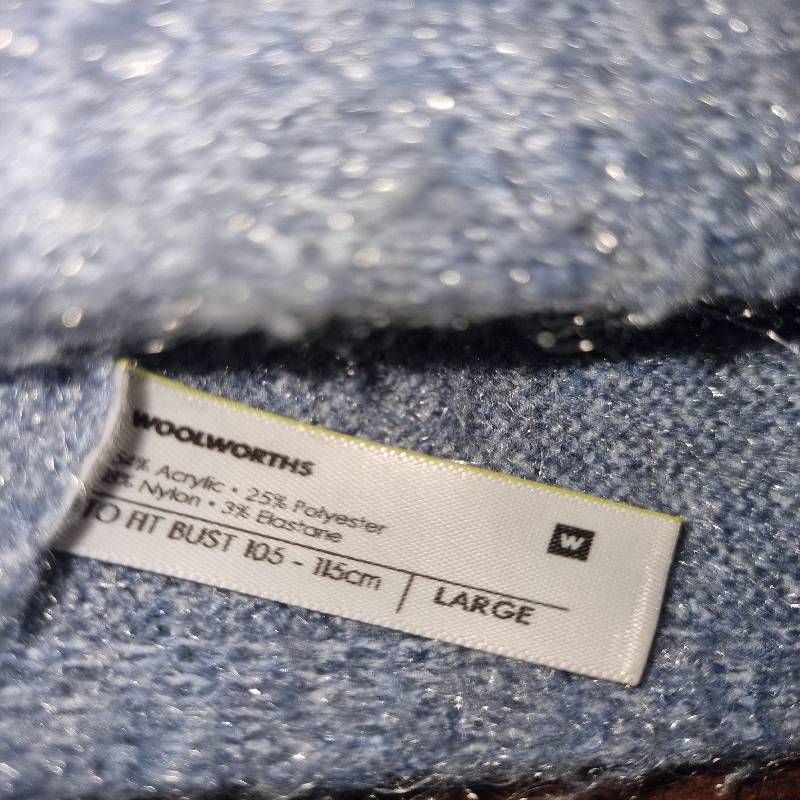 WOOLWORTHS
Acrylic • 25% Polyester
Nylon • 3% Elastane
W
TO FIT BUST 105 - 115cm | LARGE